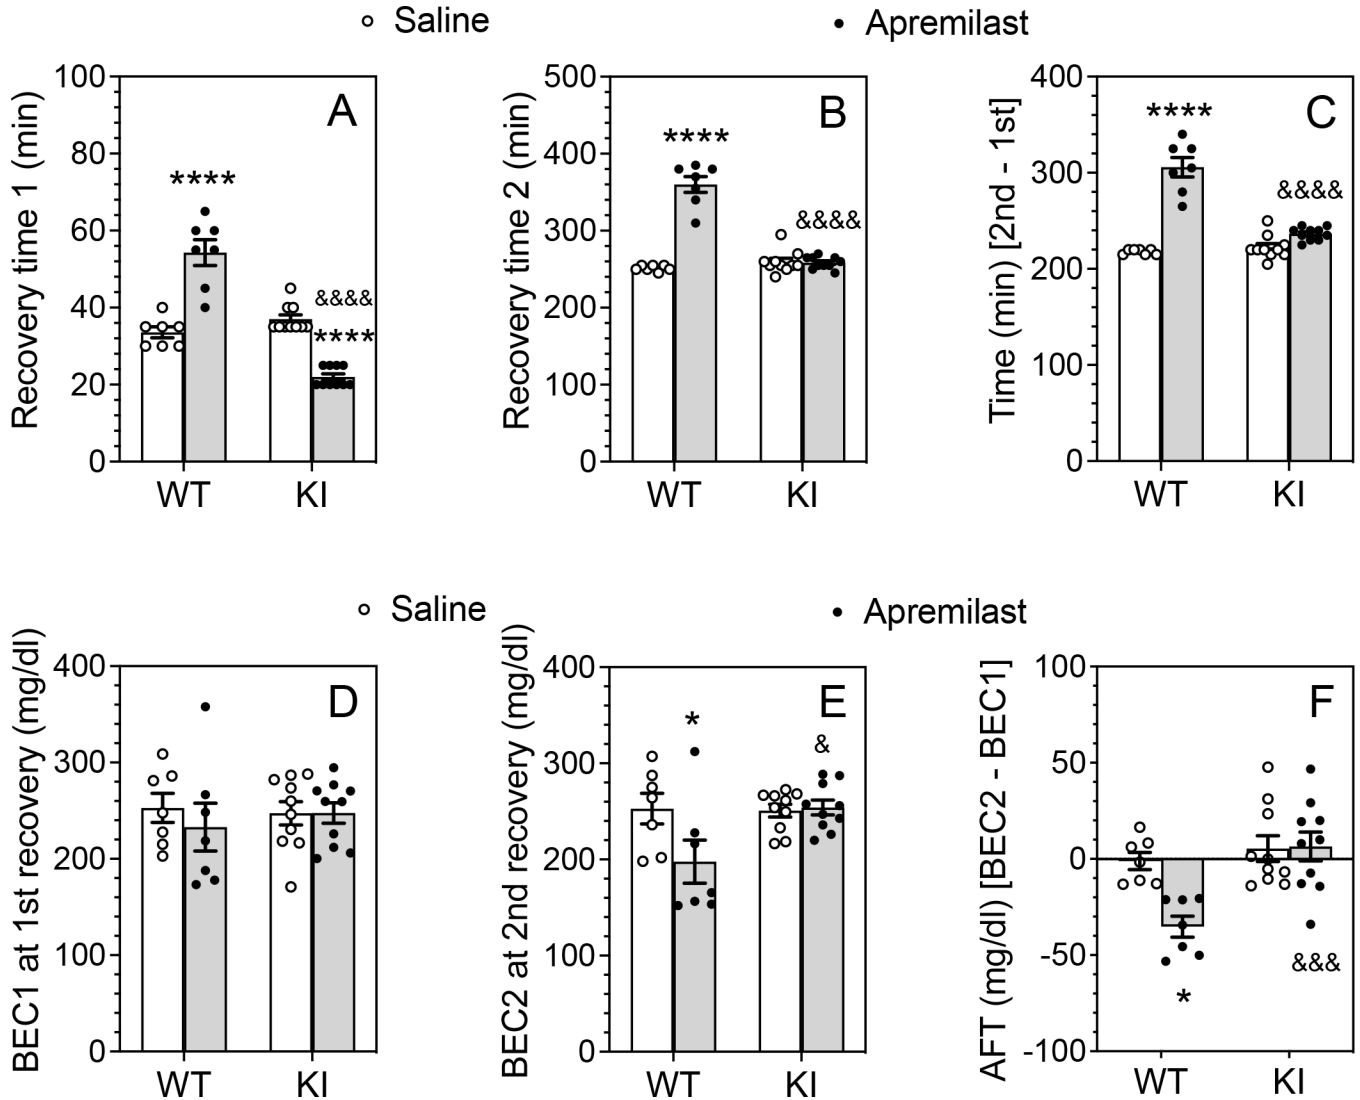 Saline Apremilast
A
Recovery time 1 (min)
100
80
60
40
20
0
****
&&&&
****
WT KI
B
Recovery time 2 (min)
500
400
300
200
100
0
****
&&&&
WT KI
C
Time (min) [2nd - 1st]
400
300
200
100
0
****
&&&&
WT KI
Saline Apremilast
D
BEC1 at 1st recovery (mg/dl)
400
300
200
100
0
WT KI
E
BEC2 at 2nd recovery (mg/dl)
400
300
200
100
0
*
&
WT KI
F
AFT (mg/dl) [BEC2 - BEC1]
100
50
0
-50
-100
*
&&&
WT KI